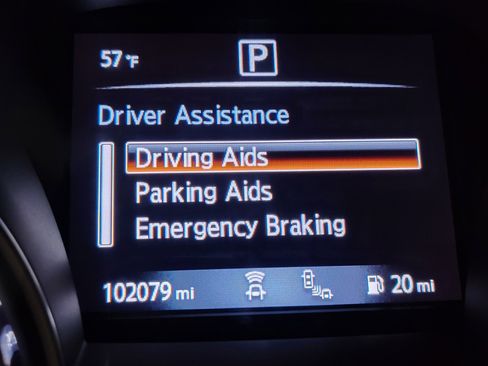 57°F P
Driver Assistance
Driving Aids
Parking Aids
Emergency Braking
102079 mi 20 mi